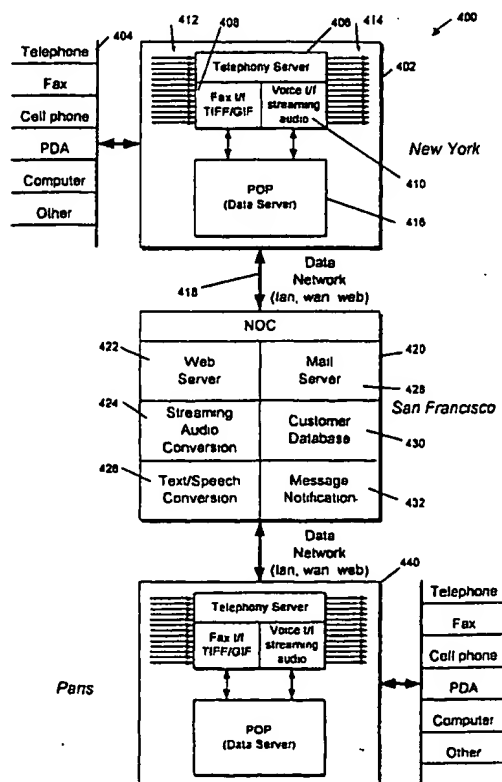 404
412
408
406
414
400
402
Telephone
Fax
Cell phone
PDA
Computer
Other
Telephony Server
Fax I/f
TIFF/GIF
Voice I/f
streaming
audio
410
New York
POP
(Data Server)
416
418
Data
Network
(lan, wan web)
NOC
420
422
Web
Server
Mail
Server
428
San Francisco
424
Streaming
Audio
Conversion
Customer
Database
430
426
Text/Speech
Conversion
Message
Notification
432
Data
Network
(lan, wan web)
440
Telephony Server
Fax I/f
TIFF/GIF
Voice I/f
streaming
audio
Paris
POP
(Data Server)
Telephone
Fax
Cell phone
PDA
Computer
Other